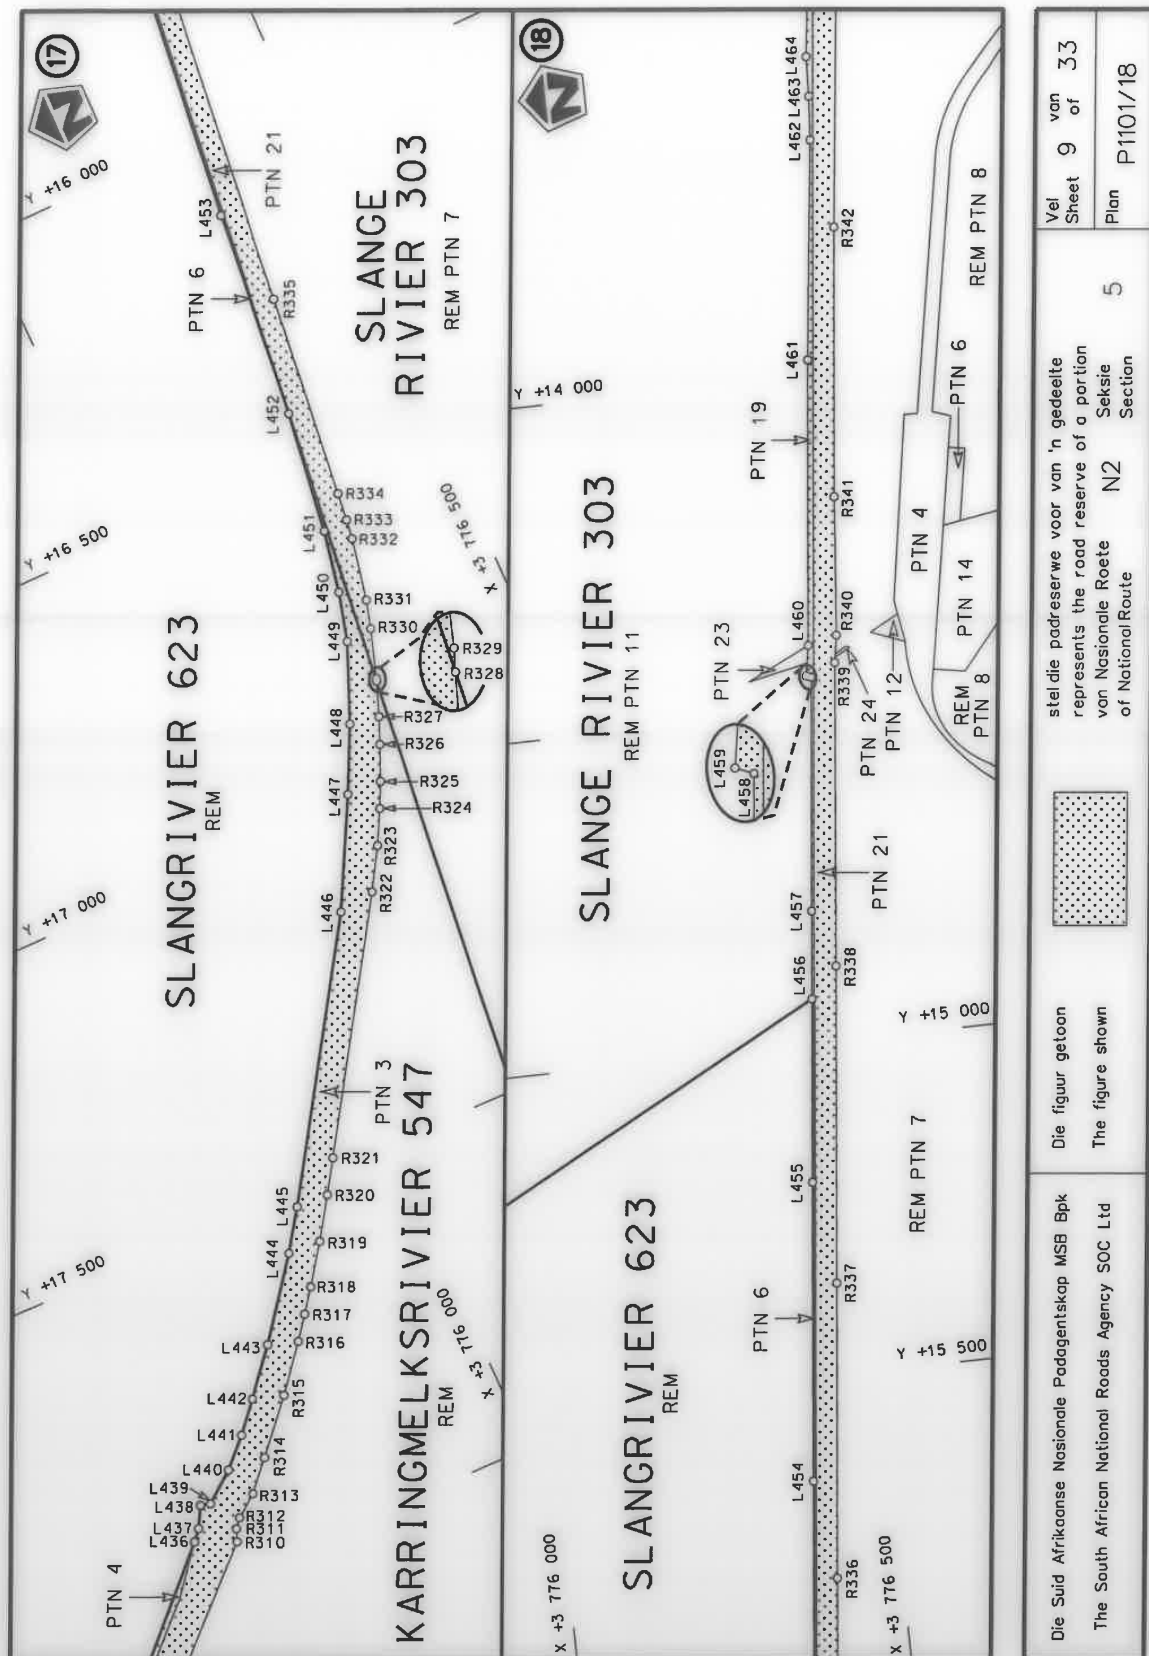 17
N
Y +17 500
Y +17 000
Y +16 500
Y +16 000
PTN 4
L436
L437
L438
L439
L440
L441
L442
L443
L444
L445
L446
L447
L448
L449
L450
L451
L452
L453
SLANGRIVIER 623
REM
PTN 6
PTN 21
R310
R311
R312
R313
R314
R315
R316
R317
R318
R319
R320
R321
R322
R323
R324
R325
R326
R327
R328
R329
R330
R331
R332
R333
R334
R335
PTN 3
KARRINGMELKSRIVIER 547
REM
X +3 776 000
X +3 776 500
SLANGE
RIVIER 303
REM PTN 7
18
N
X +3 776 000
Y +14 000
SLANGRIVIER 623
REM
SLANGE RIVIER 303
REM PTN 11
PTN 6
L454
L455
L456
L457
L458
L459
L460
L461
L462
L463
L464
PTN 23
PTN 19
R336
R337
R338
R339
R340
R341
R342
PTN 21
PTN 24
PTN 12
X +3 776 500
Y +15 500
Y +15 000
REM PTN 7
REM
PTN 8
PTN 14
PTN 4
PTN 6
REM PTN 8
Die Suid Afrikaanse Nasionale Padagentskap MSB Bpk
The South African National Roads Agency SOC Ltd
Die figuur getoon
The figure shown
stel die padreserwe voor van 'n gedeelte
represents the road reserve of a portion
van Nasionale Roete N2 Seksie 5
of National Route Section
Vel 9 van 33
Sheet of
Plan P1101/18